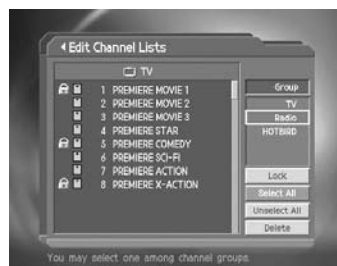 Edit Channel Lists
TV
1 PREMIERE MOVIE 1
2 PREMIERE MOVIE 2
3 PREMIERE MOVIE 3
4 PREMIERE STAR
5 PREMIERE COMEDY
6 PREMIERE SCI-FI
7 PREMIERE ACTION
8 PREMIERE X-ACTION
Group
TV
Radio
HOTBIRD
Lock
Select All
Unselect All
Delete
You may select one among channel groups.